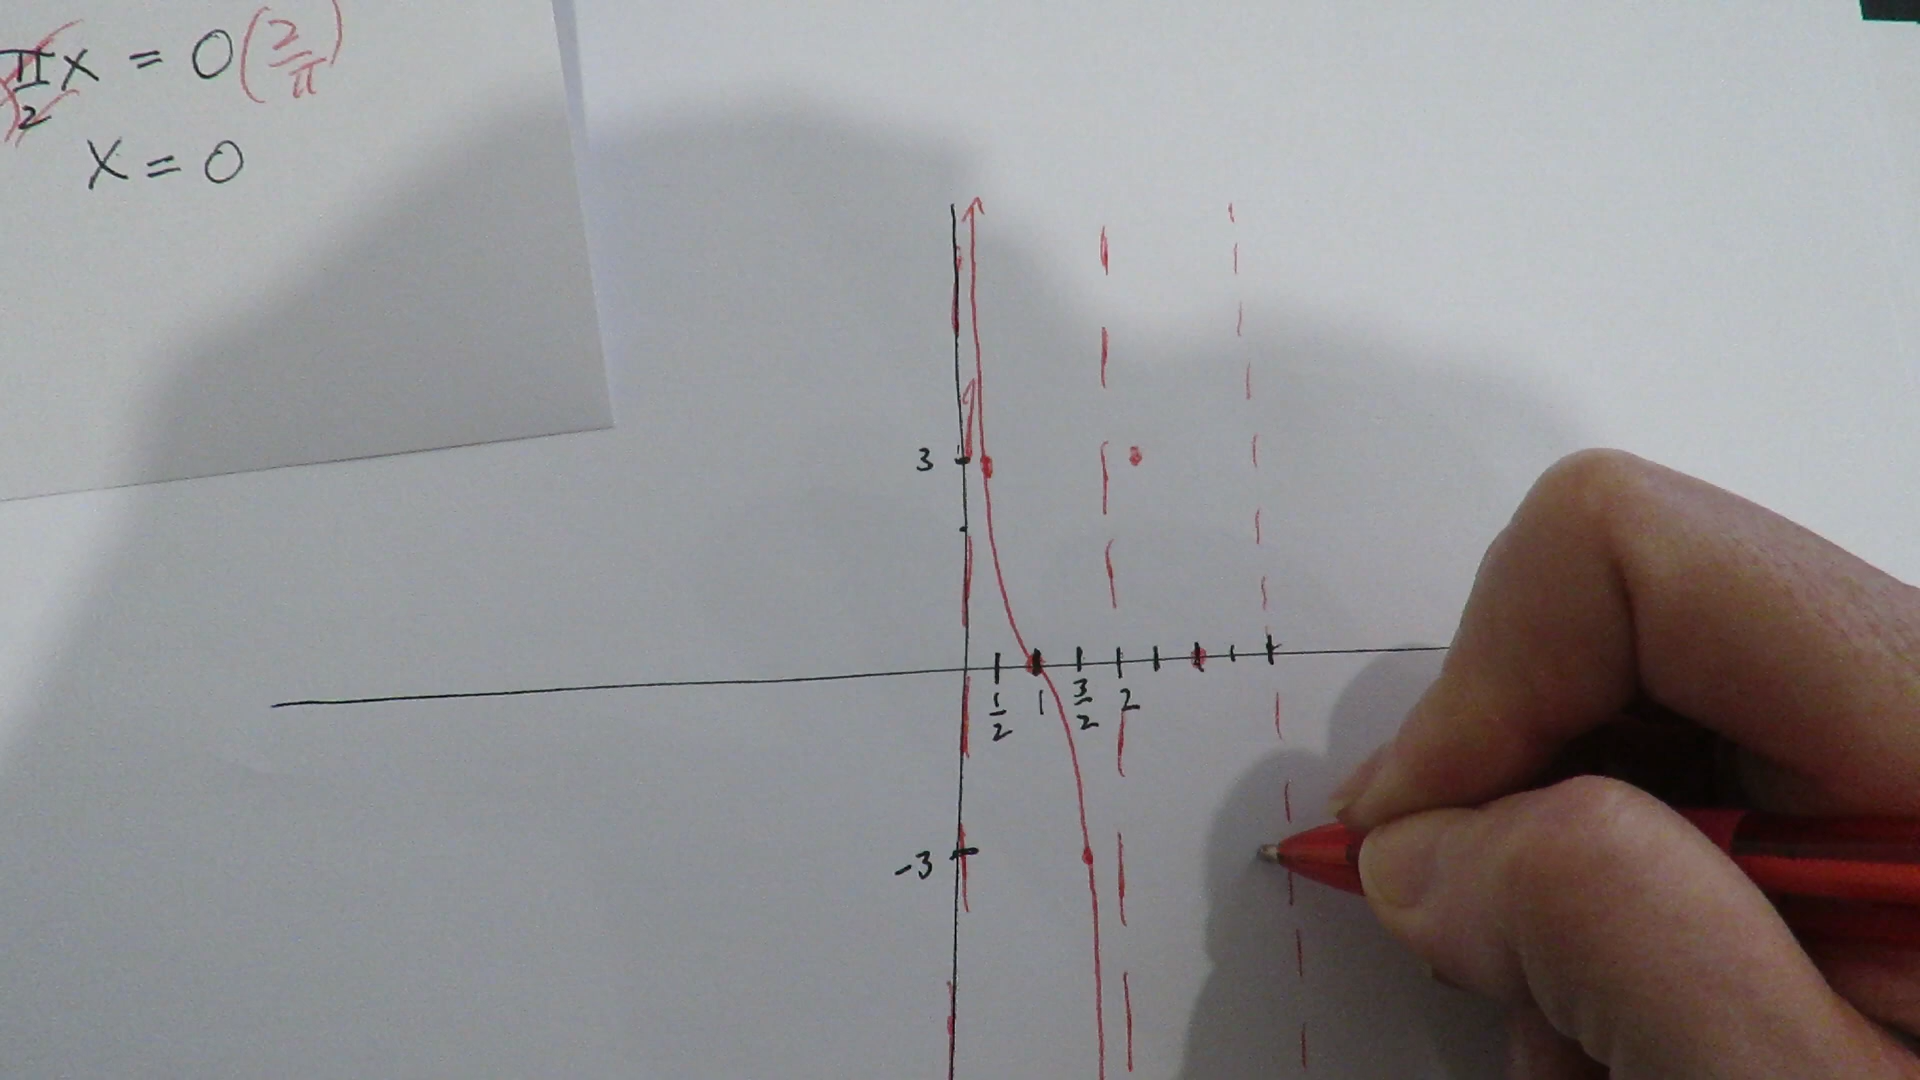 π/2 x = 0 (2/π)
x = 0
3
1/2 1 3/2 2
-3